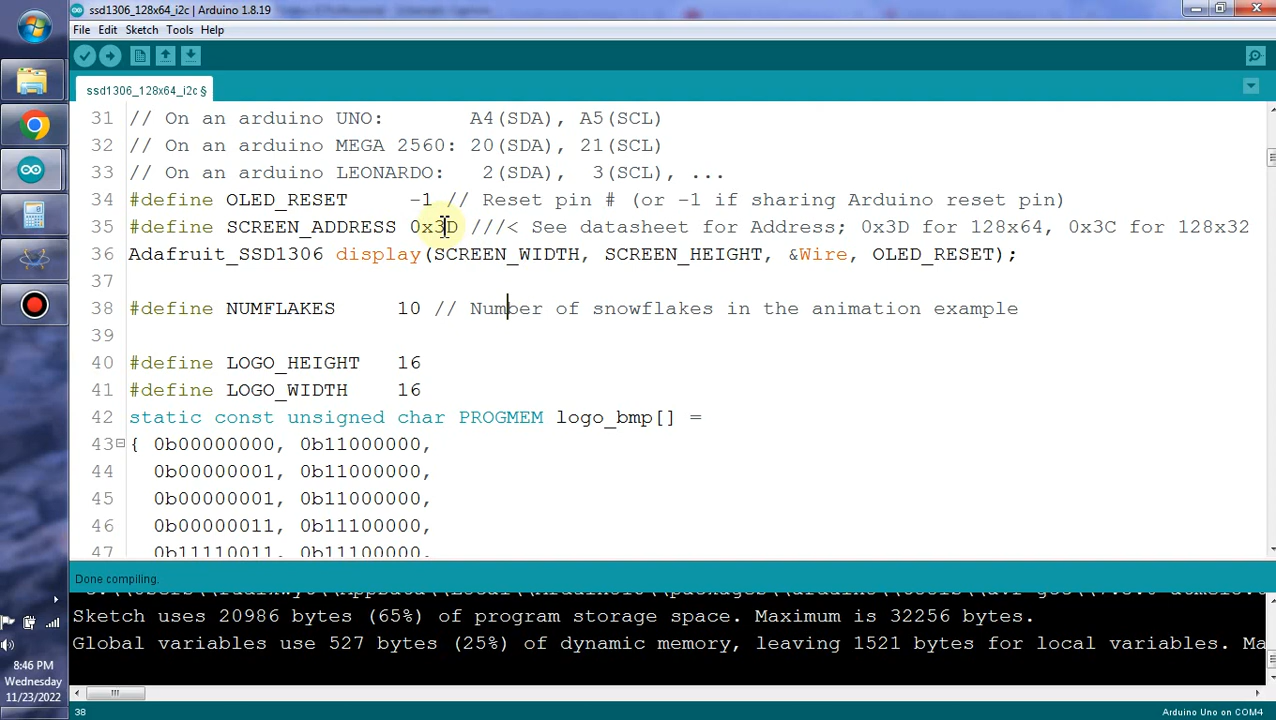 ssd1306_128x64_i2c | Arduino 1.8.19
File Edit Sketch Tools Help
ssd1306_128x64_i2c §
31 // On an arduino UNO: A4(SDA), A5(SCL)
32 // On an arduino MEGA 2560: 20(SDA), 21(SCL)
33 // On an arduino LEONARDO: 2(SDA), 3(SCL), ...
34 #define OLED_RESET -1 // Reset pin # (or -1 if sharing Arduino reset pin)
35 #define SCREEN_ADDRESS 0x3D ///< See datasheet for Address; 0x3D for 128x64, 0x3C for 128x32
36 Adafruit_SSD1306 display(SCREEN_WIDTH, SCREEN_HEIGHT, &Wire, OLED_RESET);
37
38 #define NUMFLAKES 10 // Number of snowflakes in the animation example
39
40 #define LOGO_HEIGHT 16
41 #define LOGO_WIDTH 16
42 static const unsigned char PROGMEM logo_bmp[] =
43 { 0b00000000, 0b11000000,
44 0b00000001, 0b11000000,
45 0b00000001, 0b11000000,
46 0b00000011, 0b11100000,
47 0b11110011, 0b11100000,
Done compiling.
Sketch uses 20986 bytes (65%) of program storage space. Maximum is 32256 bytes.
Global variables use 527 bytes (25%) of dynamic memory, leaving 1521 bytes for local variables. Ma
8:46 PM
Wednesday
11/23/2022
38
Arduino Uno on COM4